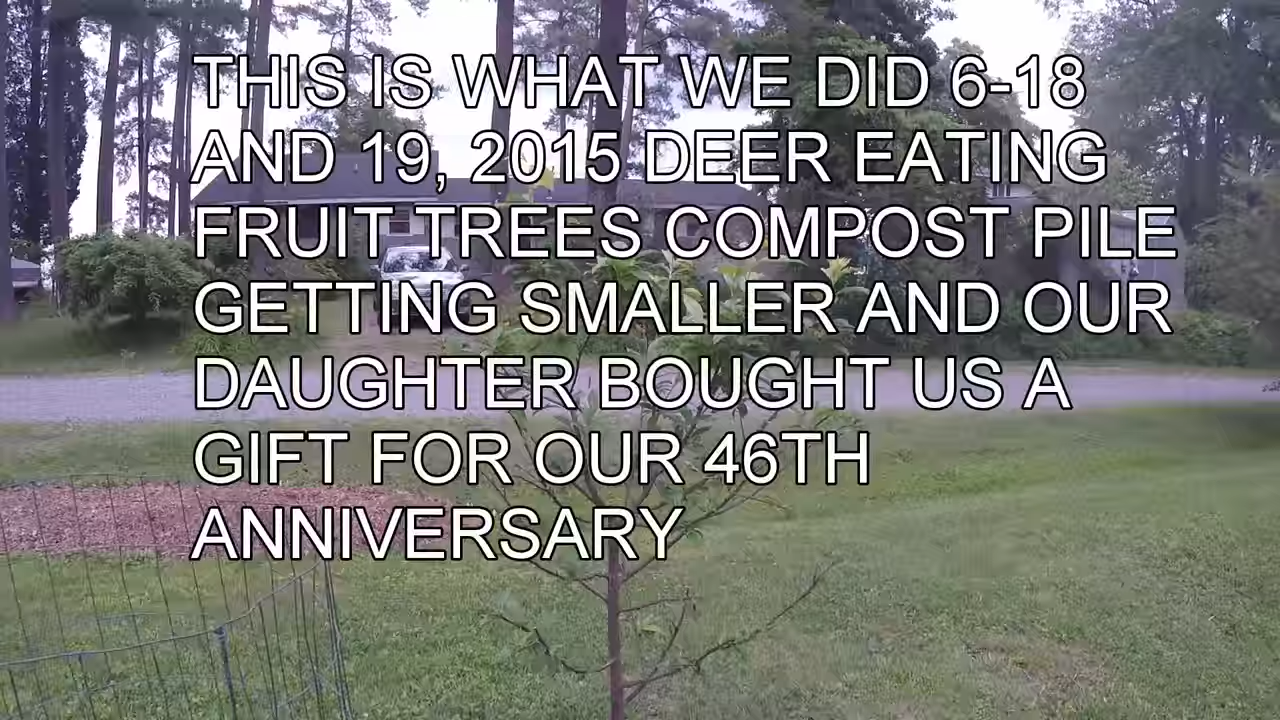 THIS IS WHAT WE DID 6-18
AND 19, 2015 DEER EATING
FRUIT TREES COMPOST PILE
GETTING SMALLER AND OUR
DAUGHTER BOUGHT US A
GIFT FOR OUR 46TH
ANNIVERSARY